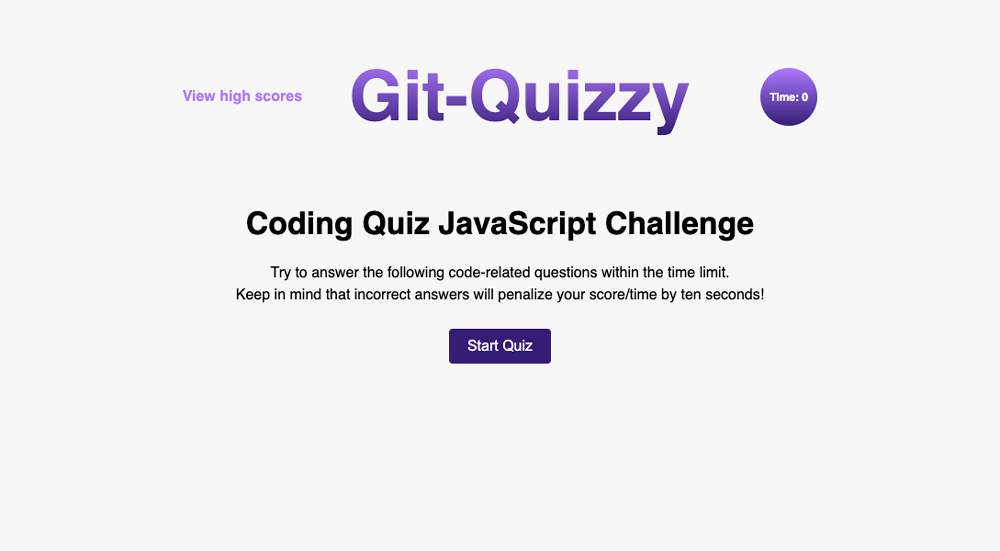 View high scores
Git-Quizzy
Time: 0
Coding Quiz JavaScript Challenge
Try to answer the following code-related questions within the time limit.
Keep in mind that incorrect answers will penalize your score/time by ten seconds!
Start Quiz